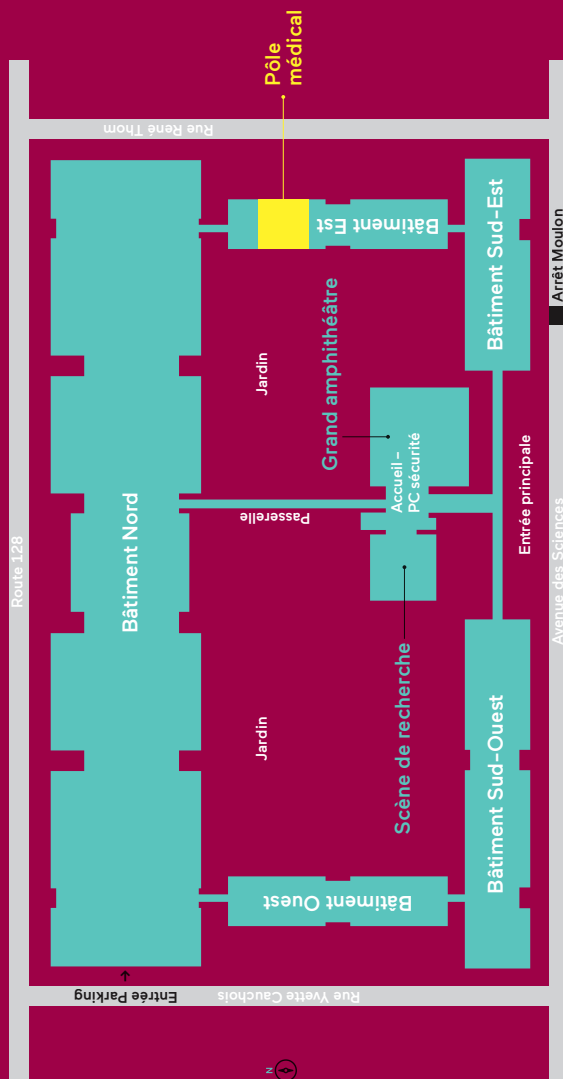 Pôle
médical
Rue René Thom
Bâtiment Est
Bâtiment Sud-Est
Arrêt Moulon
Grand amphithéâtre
Jardin
Accueil –
PC sécurité
Entrée principale
Passerelle
Bâtiment Nord
Route 128
Avenue des Sciences
Scène de recherche
Jardin
Bâtiment Sud-Ouest
Bâtiment Ouest
Entrée Parking
Rue Yvette Cauchois
N